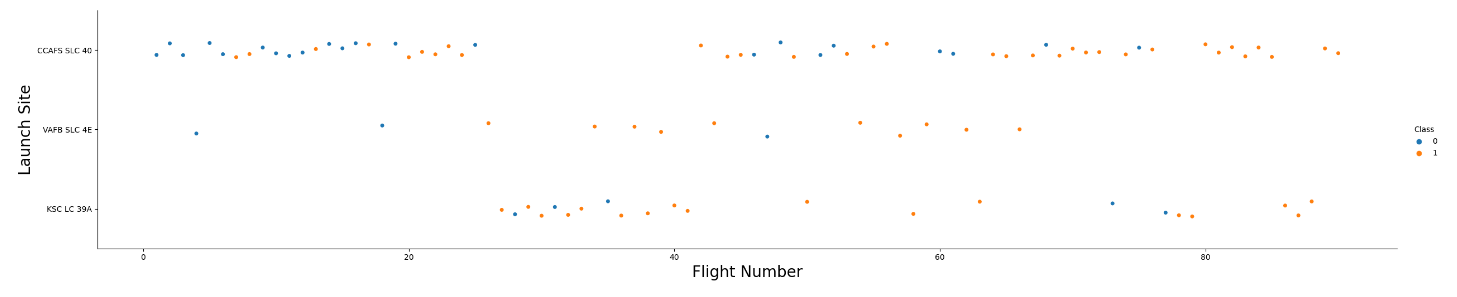 Launch Site
CCAFS SLC 40
VAFB SLC 4E
KSC LC 39A
0 20 40 60 80
Flight Number
Class
0
1